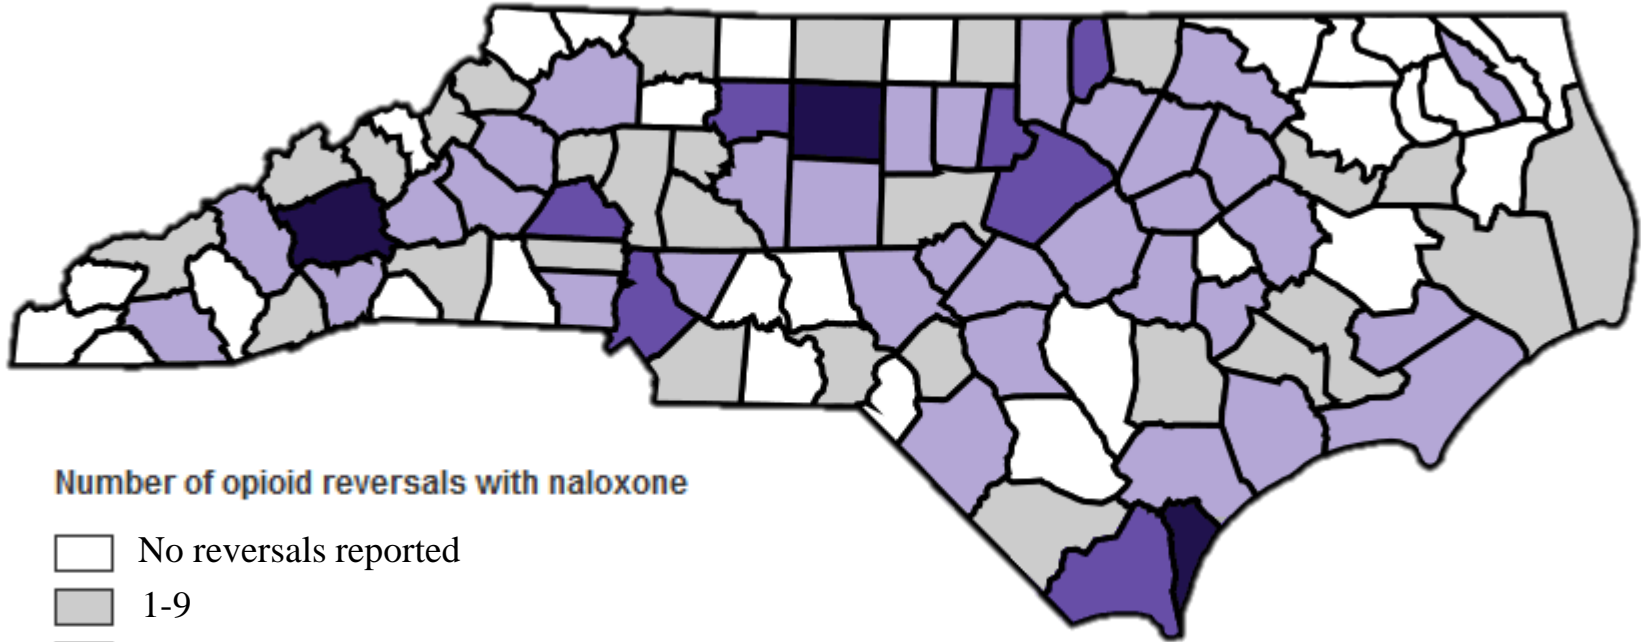 Number of opioid reversals with naloxone
No reversals reported
1-9